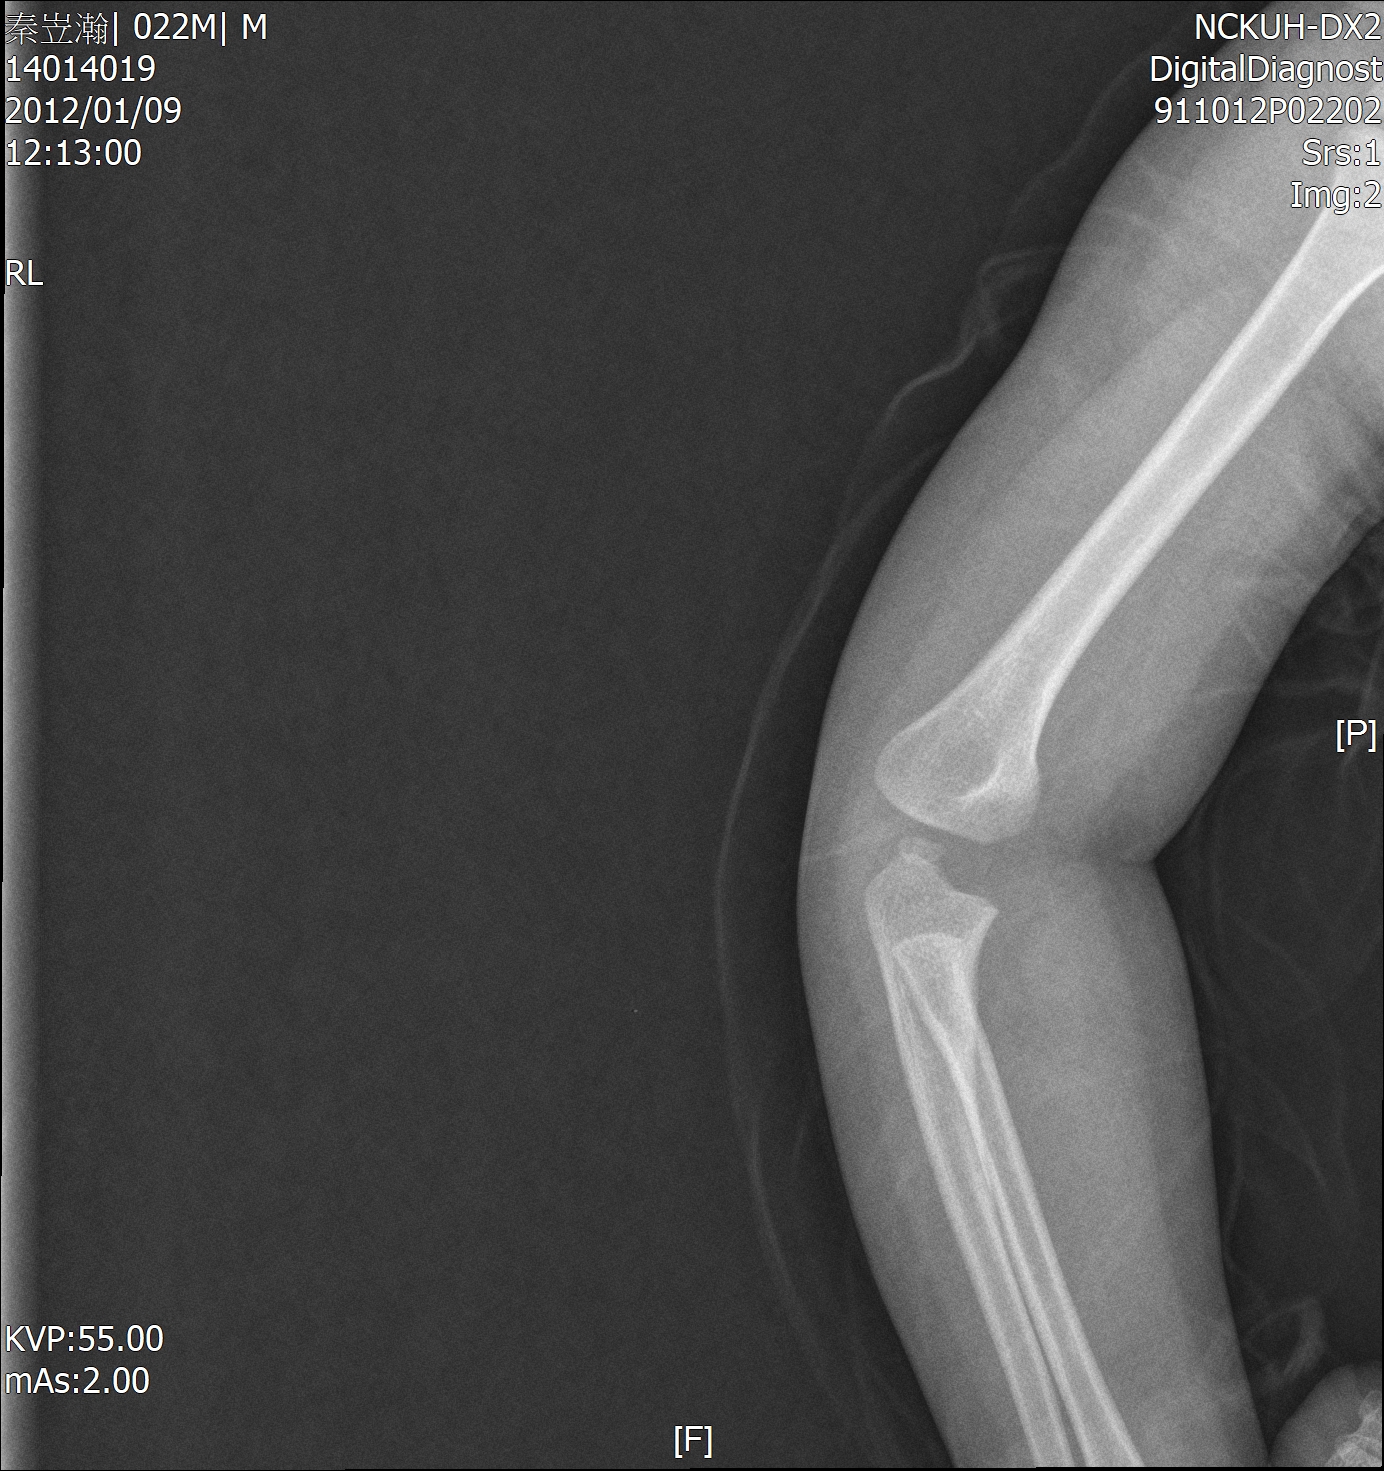 秦岦瀚| 022M| M
14014019
2012/01/09
12:13:00
RL
NCKUH-DX2
DigitalDiagnost
911012P02202
Srs:1
Img:2
[P]
KVP:55.00
mAs:2.00
[F]